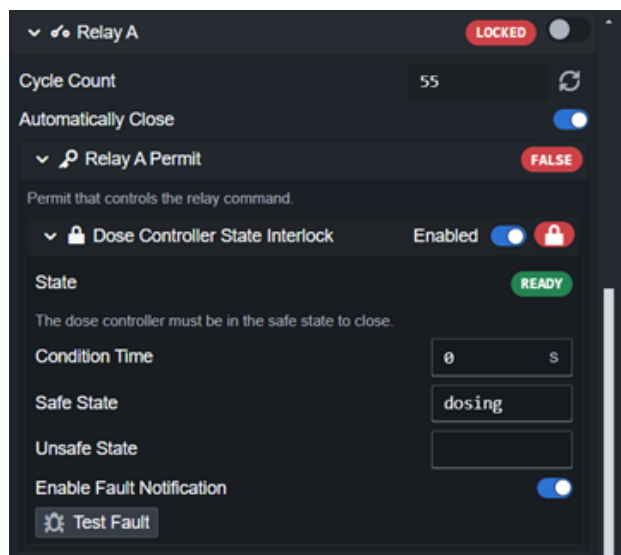 Relay A LOCKED
Cycle Count 55
Automatically Close
Relay A Permit FALSE
Permit that controls the relay command.
Dose Controller State Interlock Enabled
State READY
The dose controller must be in the safe state to close.
Condition Time 0 s
Safe State dosing
Unsafe State
Enable Fault Notification
Test Fault